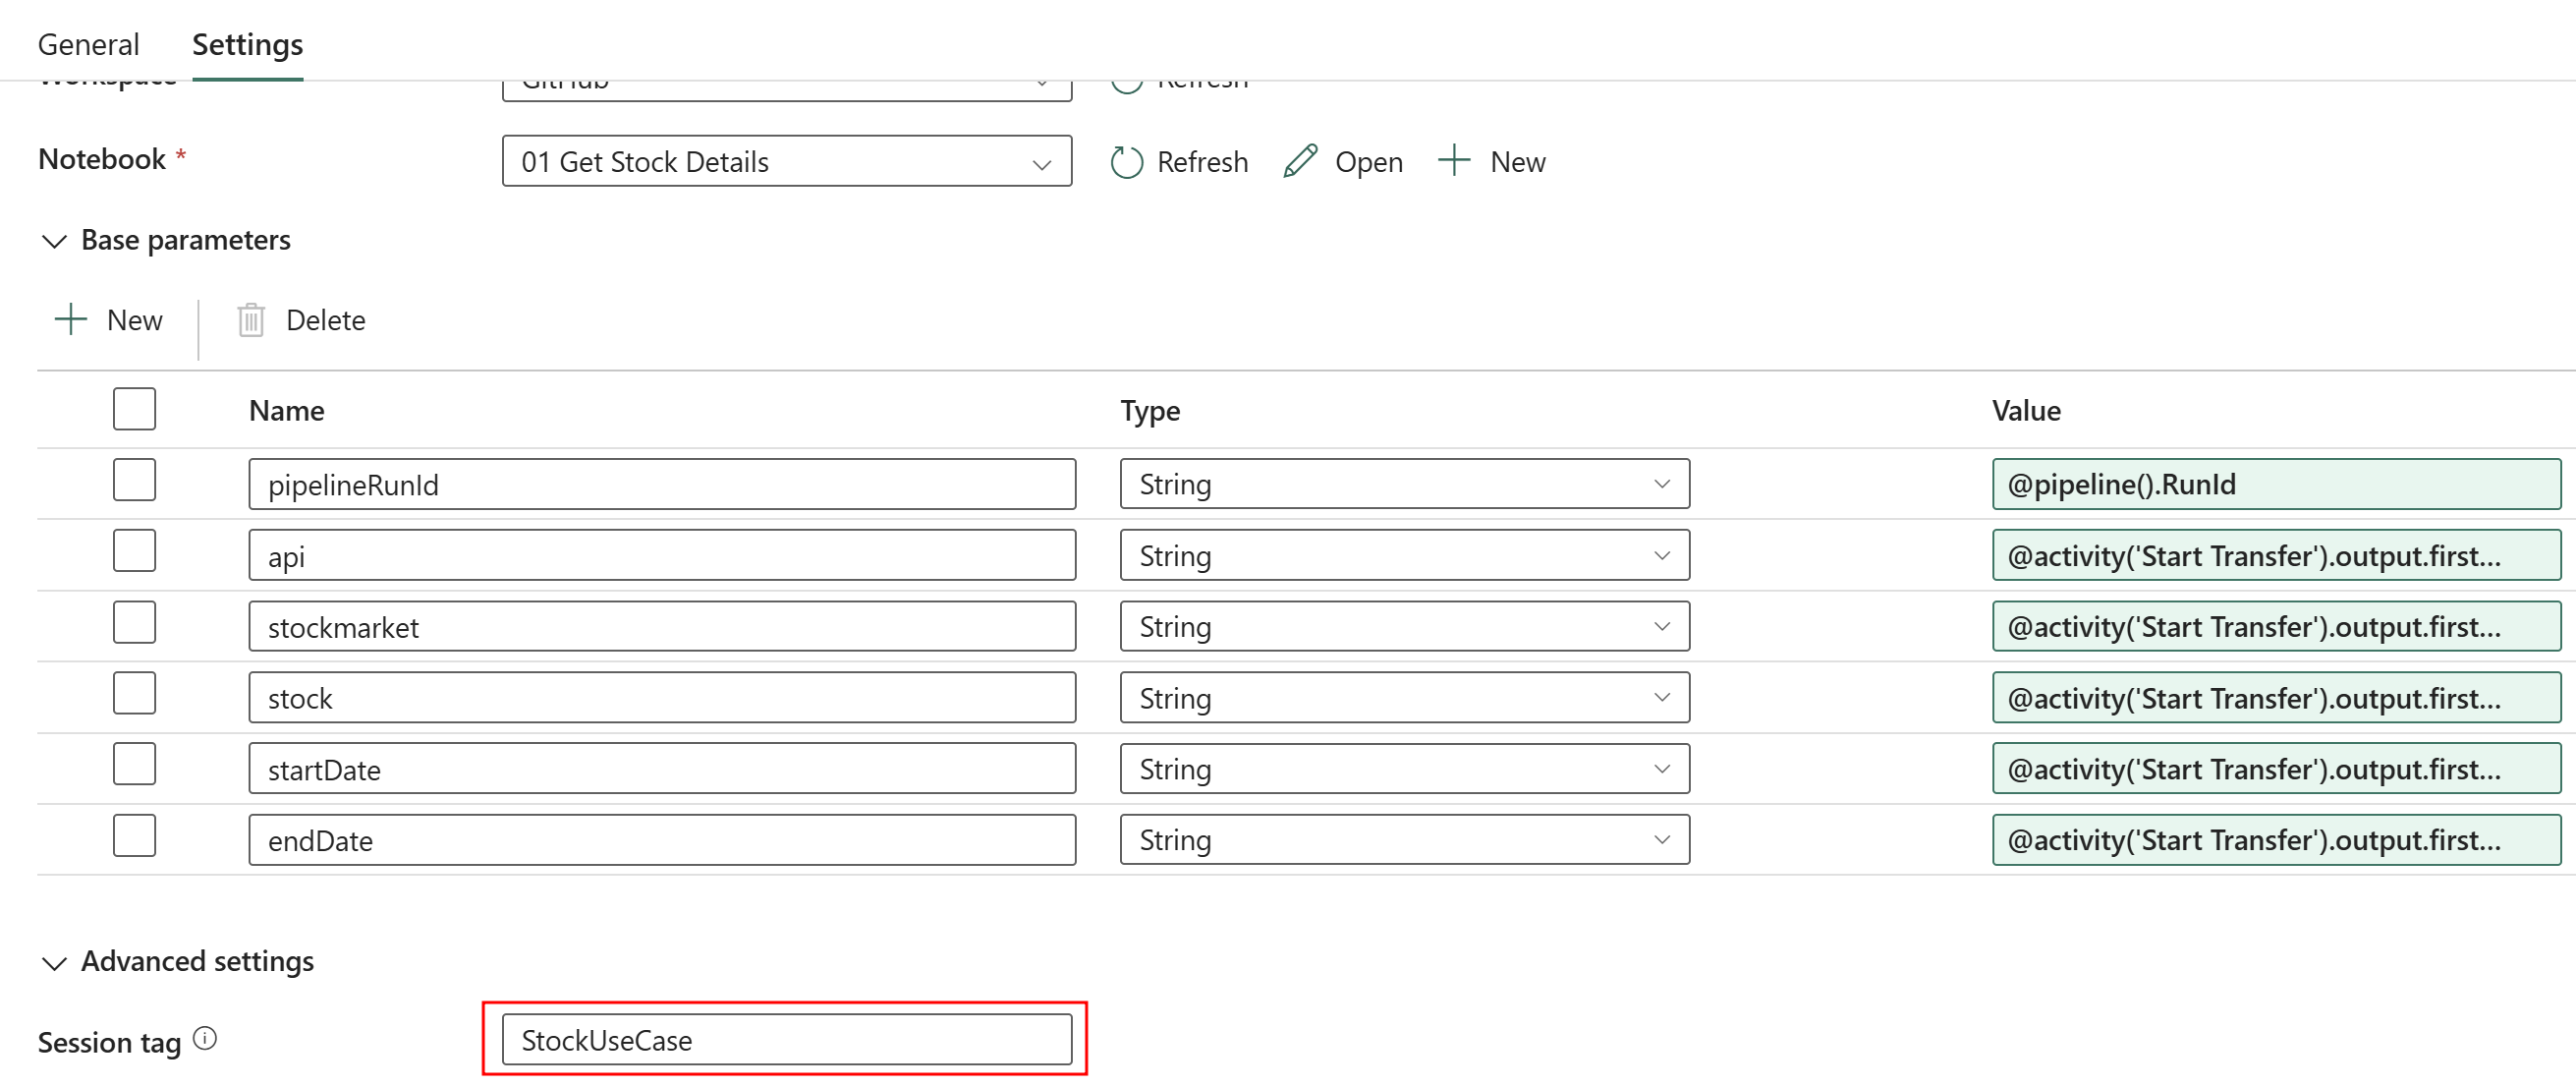 General Settings
Workspace GitHub Refresh
Notebook * 01 Get Stock Details Refresh Open New
Base parameters
New Delete
Name Type Value
pipelineRunId String @pipeline().RunId
api String @activity('Start Transfer').output.first...
stockmarket String @activity('Start Transfer').output.first...
stock String @activity('Start Transfer').output.first...
startDate String @activity('Start Transfer').output.first...
endDate String @activity('Start Transfer').output.first...
Advanced settings
Session tag StockUseCase